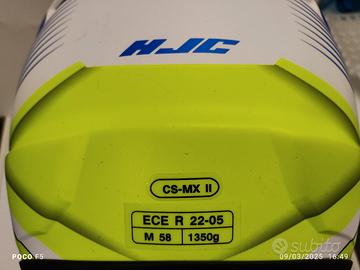 HJC
CS-MX II
ECE R 22-05
M 58 1350g
subito
POCO F5
09/03/2025 16:49